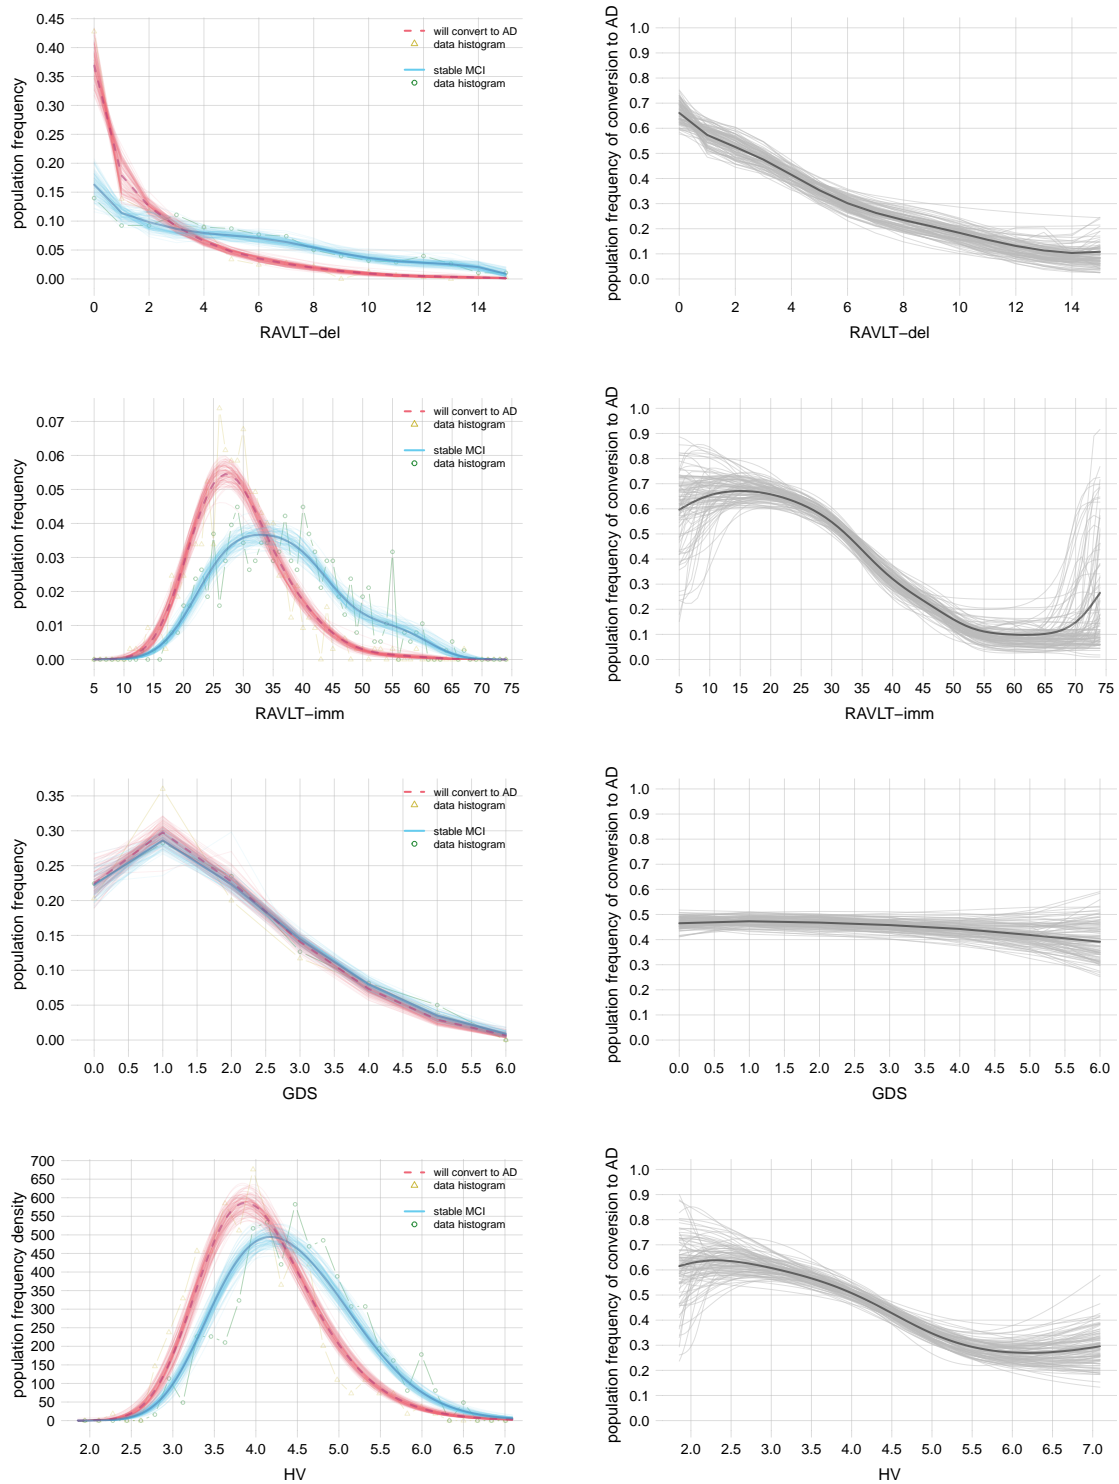 population frequency
0.45
0.40
0.35
0.30
0.25
0.20
0.15
0.10
0.05
0.00
0 2 4 6 8 10 12 14
RAVLT−del
will convert to AD
data histogram
stable MCI
data histogram
population frequency of conversion to AD
1.0
0.9
0.8
0.7
0.6
0.5
0.4
0.3
0.2
0.1
0.0
0 2 4 6 8 10 12 14
RAVLT−del
population frequency
0.07
0.06
0.05
0.04
0.03
0.02
0.01
0.00
5 10 15 20 25 30 35 40 45 50 55 60 65 70 75
RAVLT−imm
will convert to AD
data histogram
stable MCI
data histogram
population frequency of conversion to AD
1.0
0.9
0.8
0.7
0.6
0.5
0.4
0.3
0.2
0.1
0.0
5 10 15 20 25 30 35 40 45 50 55 60 65 70 75
RAVLT−imm
population frequency
0.35
0.30
0.25
0.20
0.15
0.10
0.05
0.00
0.0 0.5 1.0 1.5 2.0 2.5 3.0 3.5 4.0 4.5 5.0 5.5 6.0
GDS
will convert to AD
data histogram
stable MCI
data histogram
population frequency of conversion to AD
1.0
0.9
0.8
0.7
0.6
0.5
0.4
0.3
0.2
0.1
0.0
0.0 0.5 1.0 1.5 2.0 2.5 3.0 3.5 4.0 4.5 5.0 5.5 6.0
GDS
population frequency density
700
650
600
550
500
450
400
350
300
250
200
150
100
50
0
2.0 2.5 3.0 3.5 4.0 4.5 5.0 5.5 6.0 6.5 7.0
HV
will convert to AD
data histogram
stable MCI
data histogram
population frequency of conversion to AD
1.0
0.9
0.8
0.7
0.6
0.5
0.4
0.3
0.2
0.1
0.0
2.0 2.5 3.0 3.5 4.0 4.5 5.0 5.5 6.0 6.5 7.0
HV